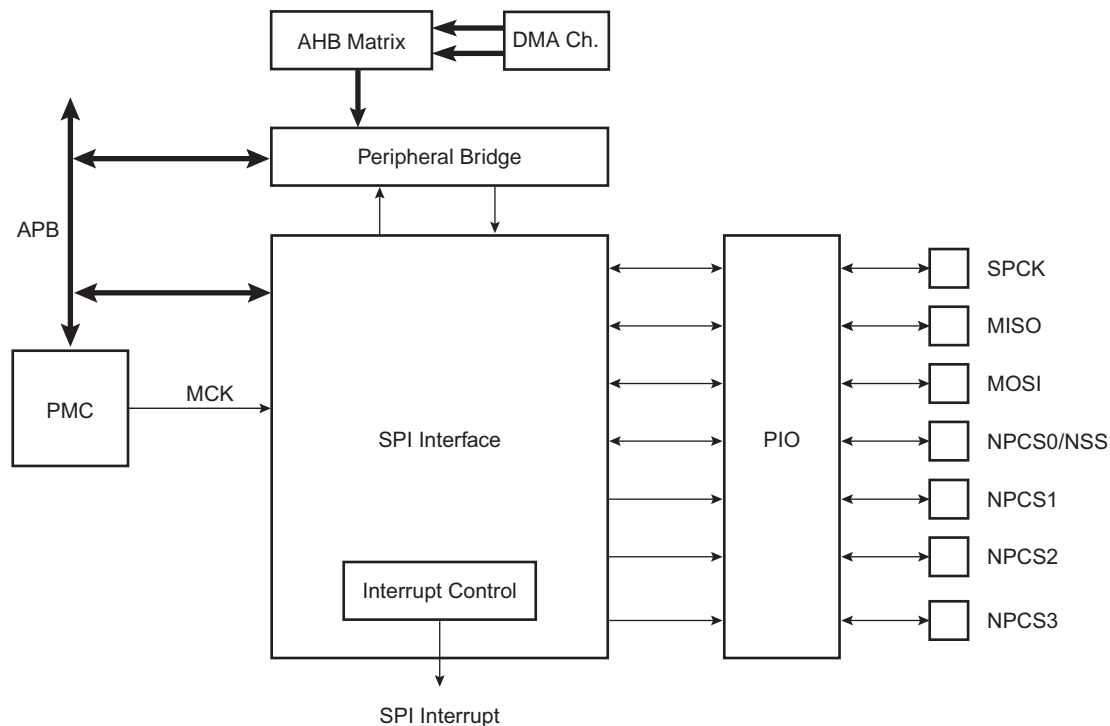 AHB Matrix
DMA Ch.
Peripheral Bridge
APB
SPCK
MISO
PMC
MCK
MOSI
SPI Interface
PIO
NPCS0/NSS
NPCS1
NPCS2
Interrupt Control
NPCS3
SPI Interrupt